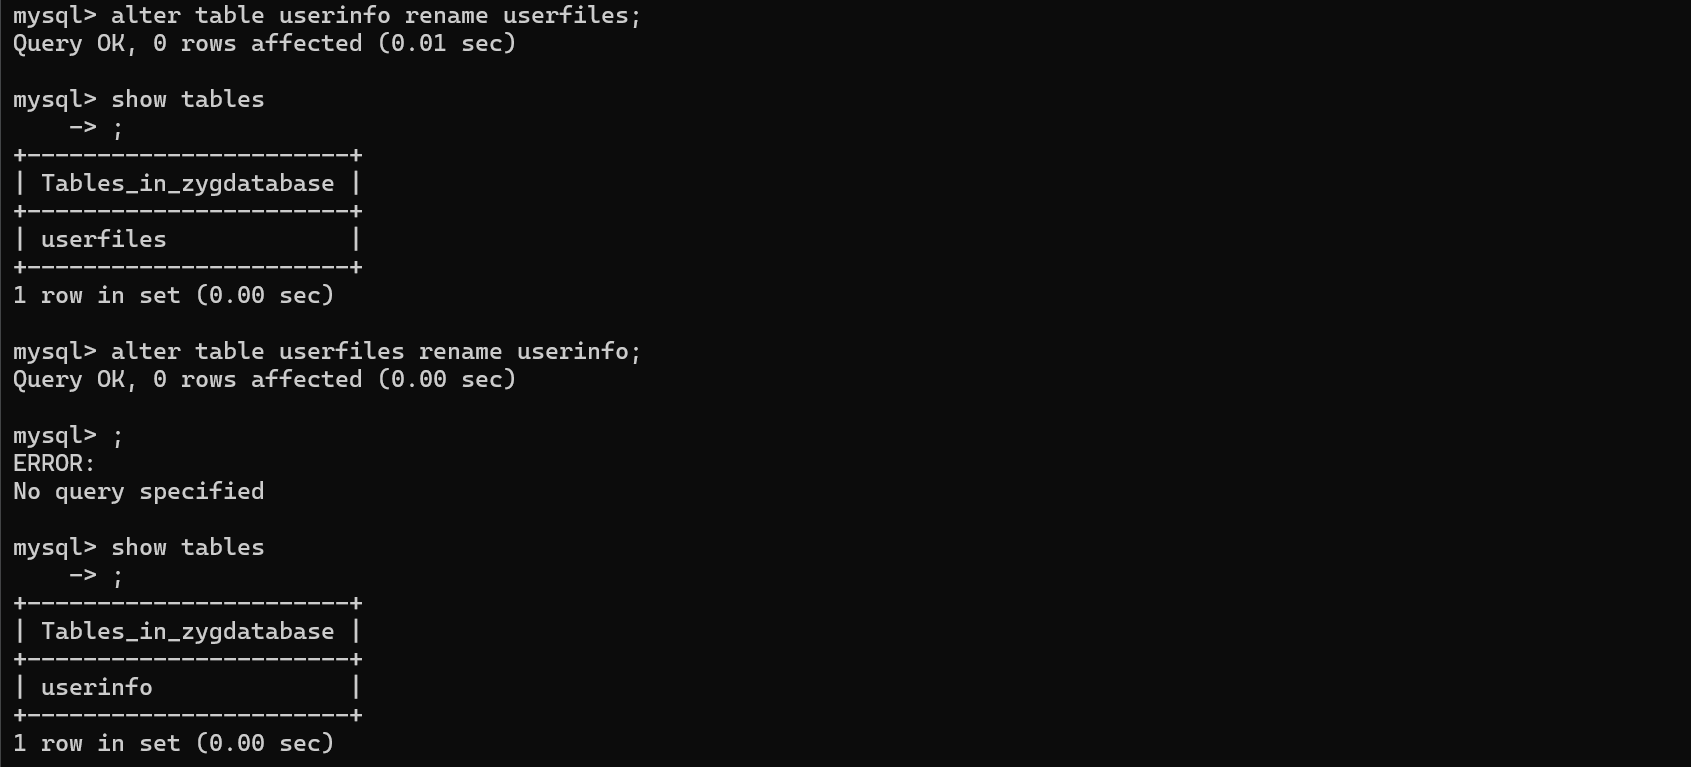 mysql> alter table userinfo rename userfiles;
Query OK, 0 rows affected (0.01 sec)
mysql> show tables
    -> ;
+-----------------------+
| Tables_in_zygdatabase |
+-----------------------+
| userfiles             |
+-----------------------+
1 row in set (0.00 sec)
mysql> alter table userfiles rename userinfo;
Query OK, 0 rows affected (0.00 sec)
mysql> ;
ERROR:
No query specified
mysql> show tables
    -> ;
+-----------------------+
| Tables_in_zygdatabase |
+-----------------------+
| userinfo              |
+-----------------------+
1 row in set (0.00 sec)